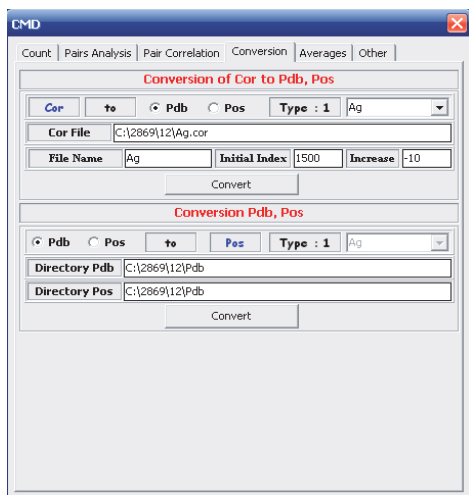 CMD
Count Pairs Analysis Pair Correlation Conversion Averages Other
Conversion of Cor to Pdb, Pos
Cor to Pdb Pos Type : 1 Ag
Cor File C:\2869\12\Ag.cor
File Name Ag Initial Index 1500 Increase -10
Convert
Conversion Pdb, Pos
Pdb Pos to Pos Type : 1 Ag
Directory Pdb C:\2869\12\Pdb
Directory Pos C:\2869\12\Pdb
Convert